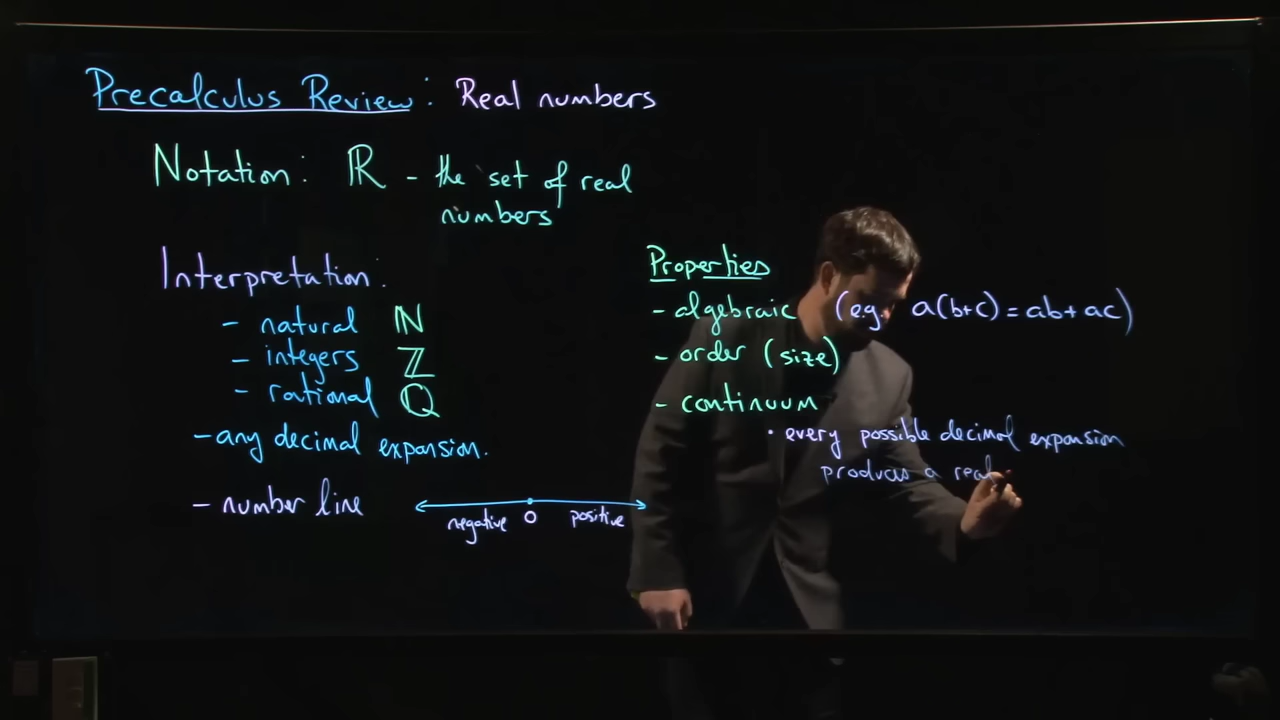 Precalculus Review: Real numbers
Notation: ℝ - the set of real
numbers
Interpretation:
- natural ℕ
- integers ℤ
- rational ℚ
- any decimal expansion.
- number line
negative 0 positive
Properties
- algebraic (e.g. a(b+c) = ab + ac)
- order (size)
- continuum
• every possible decimal expansion
produces a real